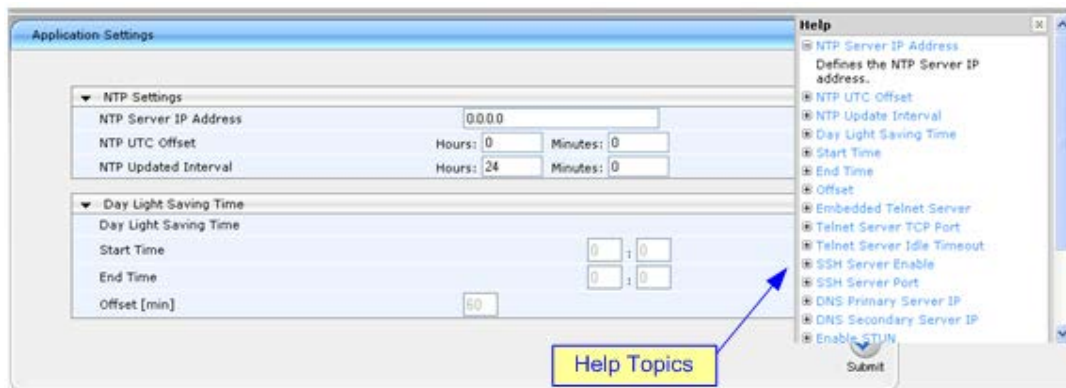 Application Settings
NTP Settings
NTP Server IP Address 0.0.0.0
NTP UTC Offset Hours: 0 Minutes: 0
NTP Updated Interval Hours: 24 Minutes: 0
Day Light Saving Time
Day Light Saving Time
Start Time 0 : 0
End Time 0 : 0
Offset [min] 60
Submit
Help
NTP Server IP Address
Defines the NTP Server IP
address.
NTP UTC Offset
NTP Update Interval
Day Light Saving Time
Start Time
End Time
Offset
Embedded Telnet Server
Telnet Server TCP Port
Telnet Server Idle Timeout
SSH Server Enable
SSH Server Port
DNS Primary Server IP
DNS Secondary Server IP
Enable STUN
Help Topics